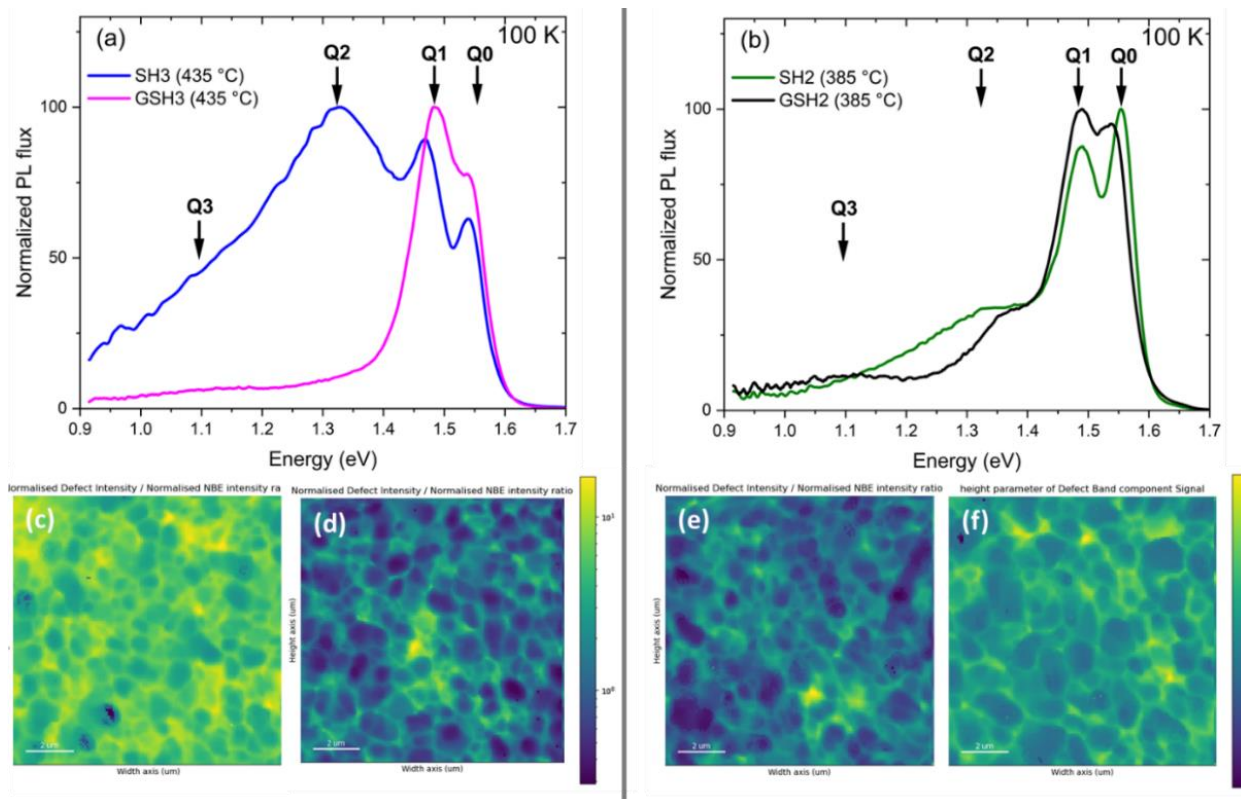 (a)
100 K
Q2
Q1
Q0
SH3 (435 °C)
GSH3 (435 °C)
Q3
Normalized PL flux
100
50
0
0.9 1.0 1.1 1.2 1.3 1.4 1.5 1.6 1.7
Energy (eV)
(b)
100 K
Q2
Q1
Q0
SH2 (385 °C)
GSH2 (385 °C)
Q3
Normalized PL flux
100
50
0
0.9 1.0 1.1 1.2 1.3 1.4 1.5 1.6 1.7
Energy (eV)
Normalised Defect Intensity / Normalised NBE intensity ra
(c)
2 um
Width axis (um)
Normalised Defect Intensity / Normalised NBE intensity ratio
(d)
Height axis (um)
2 um
Width axis (um)
10¹
10⁰
Normalised Defect Intensity / Normalised NBE intensity ratio
(e)
Height axis (um)
2 um
Width axis (um)
height parameter of Defect Band component Signal
(f)
2 um
Width axis (um)